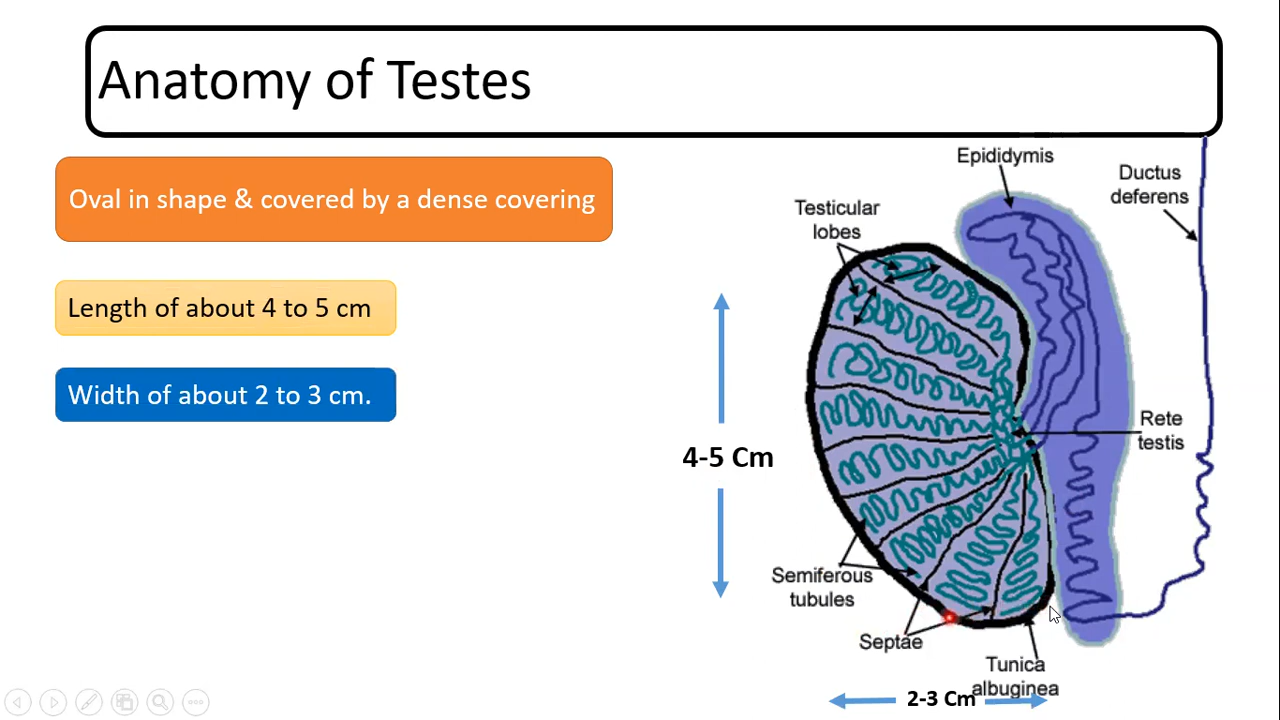 Anatomy of Testes
Oval in shape & covered by a dense covering
Length of about 4 to 5 cm
Width of about 2 to 3 cm.
Epididymis
Ductus
deferens
Testicular
lobes
4-5 Cm
Rete
testis
Semiferous
tubules
Septae
Tunica
albuginea
2-3 Cm